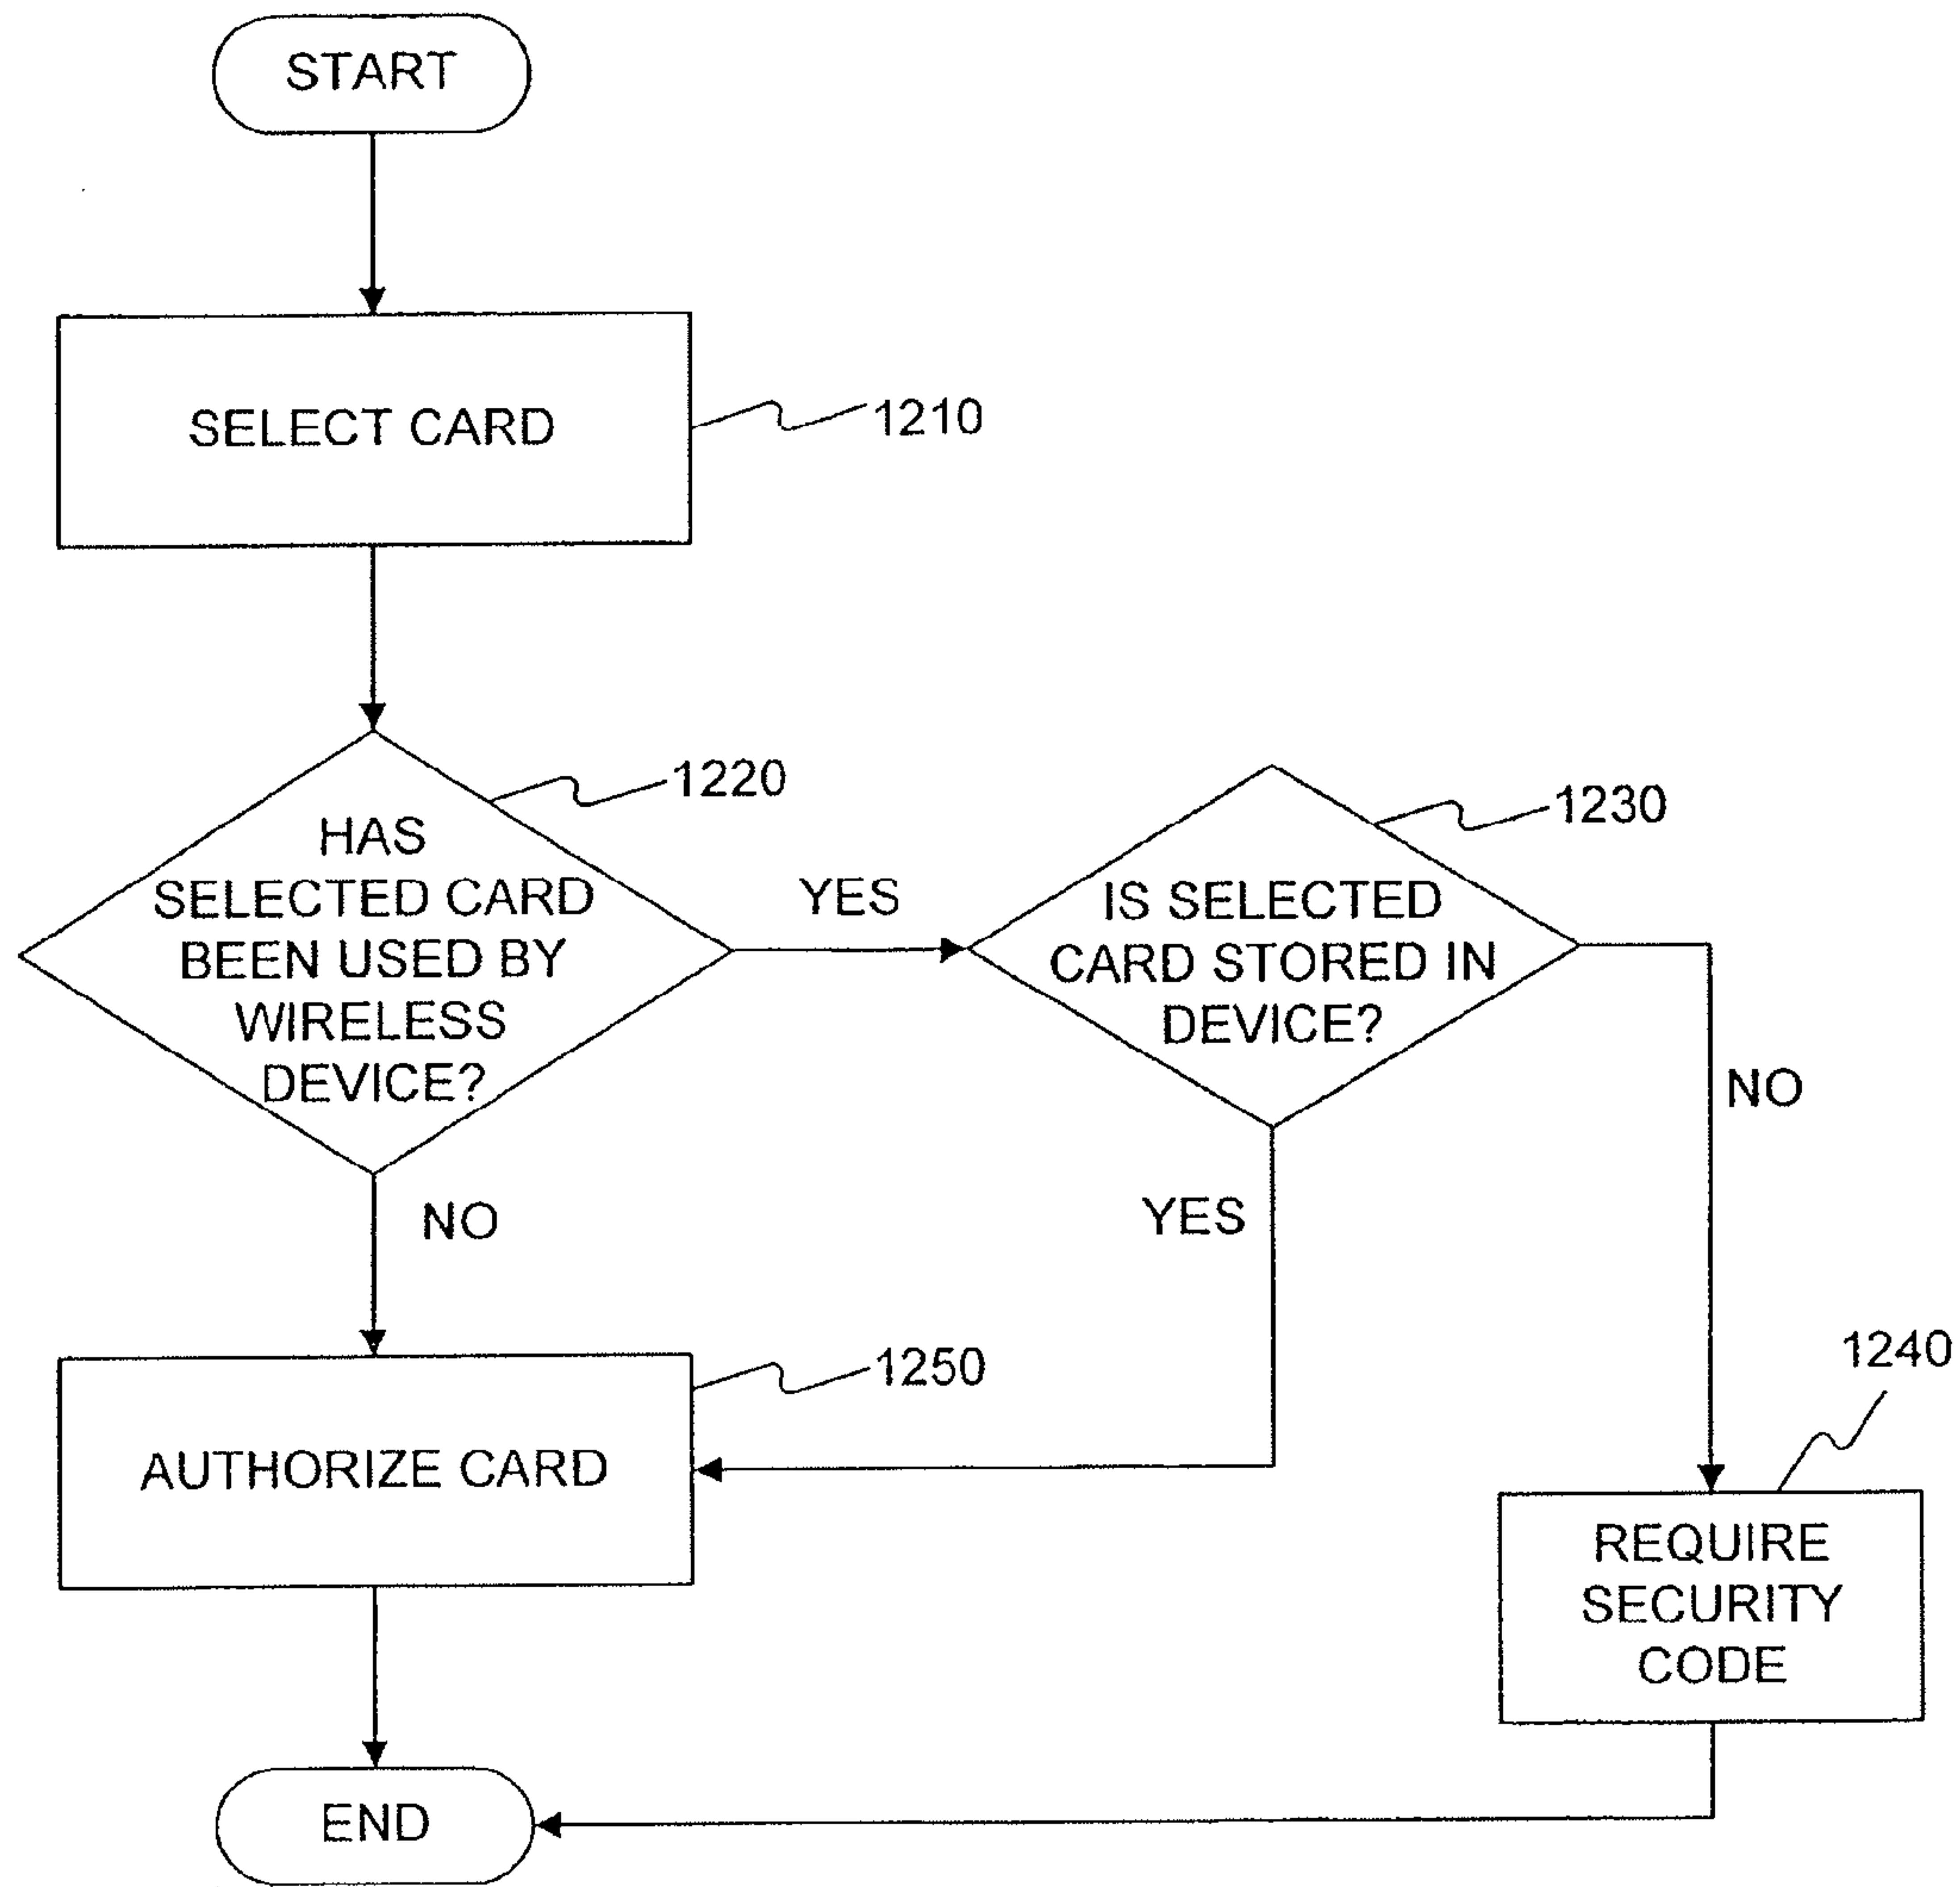 START
SELECT CARD
1210
1220
HAS
SELECTED CARD
BEEN USED BY
WIRELESS
DEVICE?
YES
1230
IS SELECTED
CARD STORED IN
DEVICE?
NO
NO
YES
1250
AUTHORIZE CARD
1240
REQUIRE
SECURITY
CODE
END